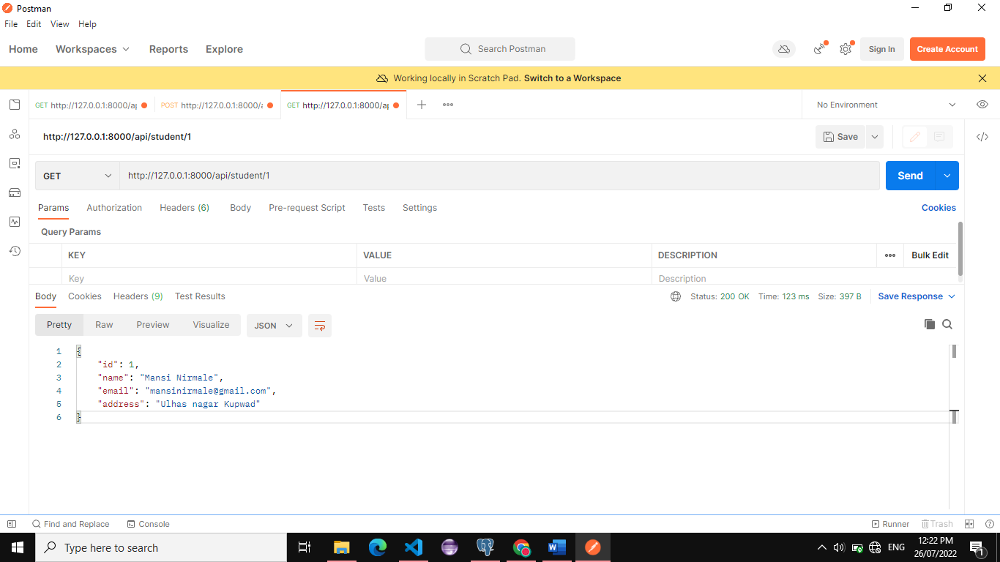 Postman
File Edit View Help
Home Workspaces Reports Explore Search Postman Sign In Create Account
Working locally in Scratch Pad. Switch to a Workspace
GET http://127.0.0.1:8000/ap POST http://127.0.0.1:8000/a GET http://127.0.0.1:8000/ap No Environment
http://127.0.0.1:8000/api/student/1 Save
GET http://127.0.0.1:8000/api/student/1 Send
Params Authorization Headers (6) Body Pre-request Script Tests Settings Cookies
Query Params
KEY VALUE DESCRIPTION Bulk Edit
Key Value Description
Body Cookies Headers (9) Test Results Status: 200 OK Time: 123 ms Size: 397 B Save Response
Pretty Raw Preview Visualize JSON
1 {
2 "id": 1,
3 "name": "Mansi Nirmale",
4 "email": "mansinirmale@gmail.com",
5 "address": "Ulhas nagar Kupwad"
6 }
Find and Replace Console Runner Trash
Type here to search ENG 12:22 PM
26/07/2022 1